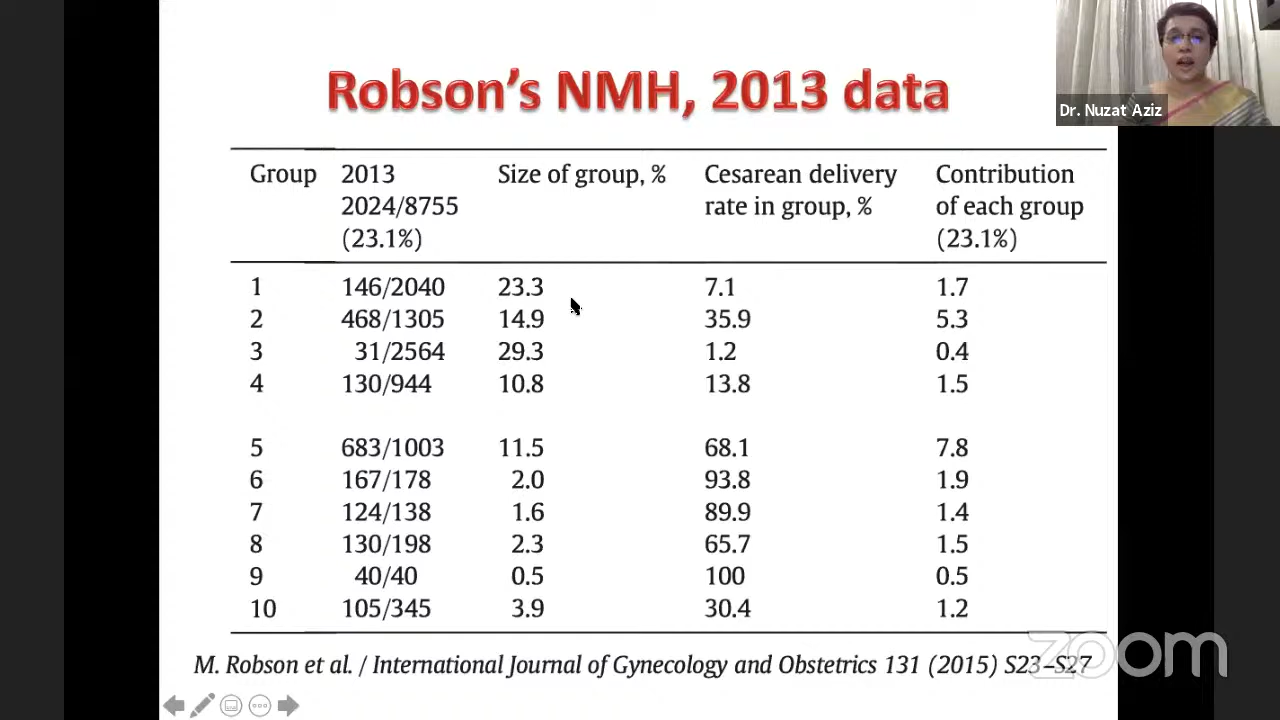 Robson's NMH, 2013 data
Dr. Nuzat Aziz
Group 2013 Size of group, % Cesarean delivery Contribution
2024/8755 rate in group, % of each group
(23.1%) (23.1%)
1 146/2040 23.3 7.1 1.7
2 468/1305 14.9 35.9 5.3
3 31/2564 29.3 1.2 0.4
4 130/944 10.8 13.8 1.5
5 683/1003 11.5 68.1 7.8
6 167/178 2.0 93.8 1.9
7 124/138 1.6 89.9 1.4
8 130/198 2.3 65.7 1.5
9 40/40 0.5 100 0.5
10 105/345 3.9 30.4 1.2
M. Robson et al. / International Journal of Gynecology and Obstetrics 131 (2015) S23–S27
zoom